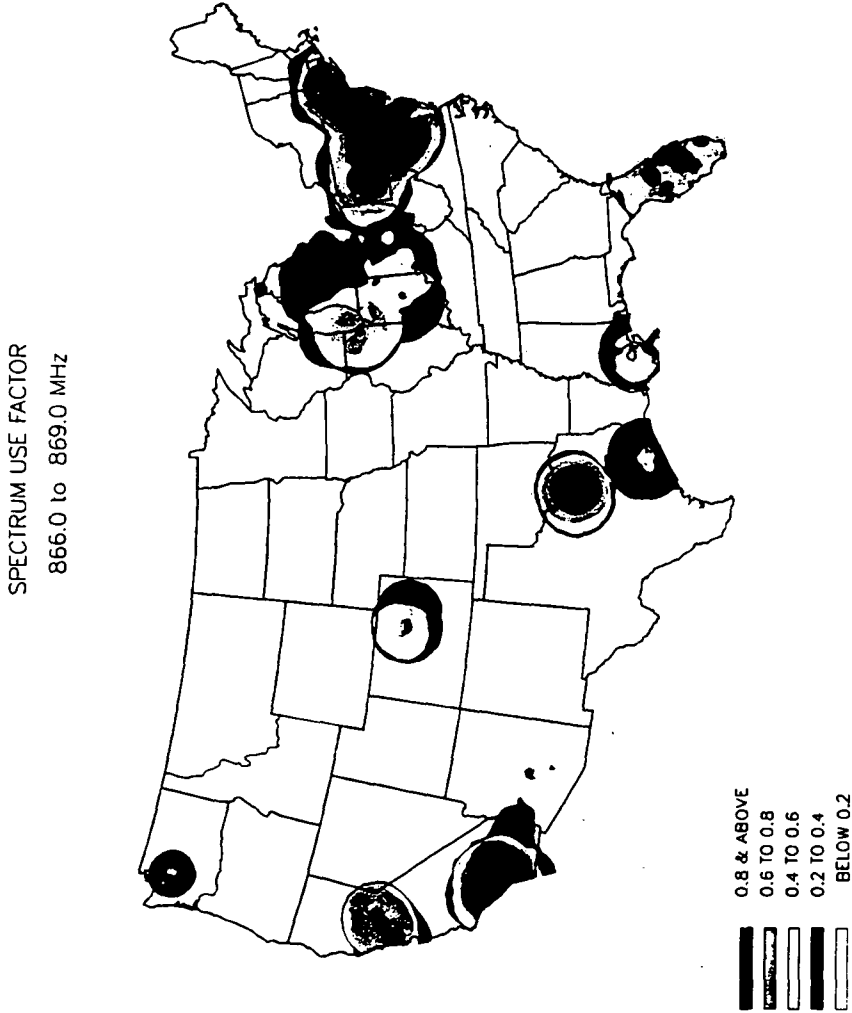 SPECTRUM USE FACTOR
866.0 to 869.0 MHz
0.8 & ABOVE
0.6 TO 0.8
0.4 TO 0.6
0.2 TO 0.4
BELOW 0.2